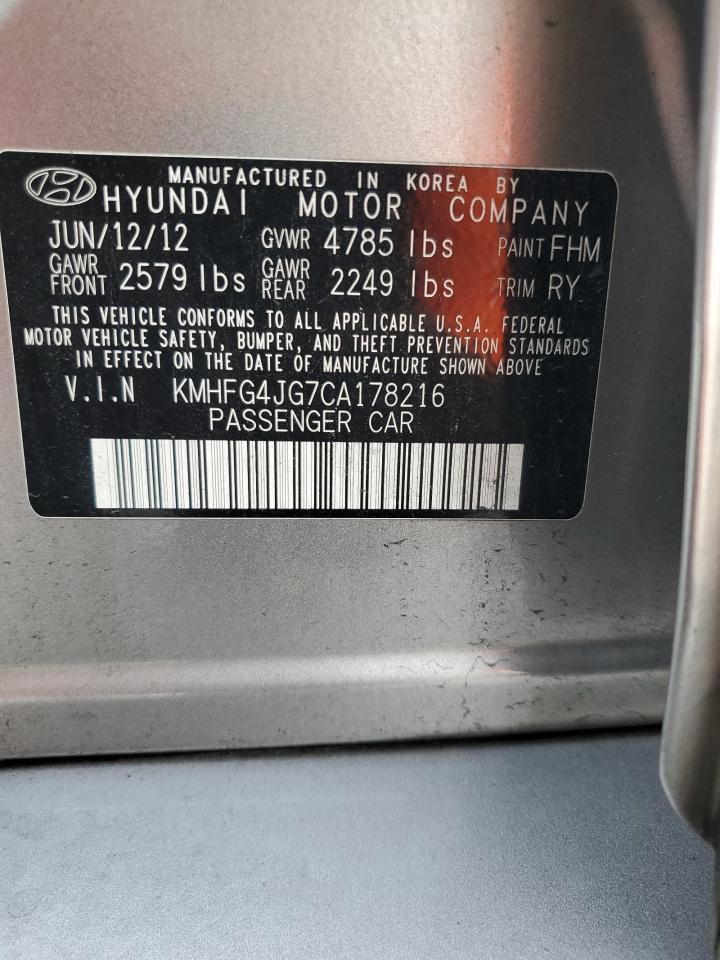 MANUFACTURED IN KOREA BY
HYUNDAI MOTOR COMPANY
JUN/12/12 GVWR 4785 lbs PAINT FHM
GAWR FRONT 2579 lbs GAWR REAR 2249 lbs TRIM RY
THIS VEHICLE CONFORMS TO ALL APPLICABLE U.S.A. FEDERAL
MOTOR VEHICLE SAFETY, BUMPER, AND THEFT PREVENTION STANDARDS
IN EFFECT ON THE DATE OF MANUFACTURE SHOWN ABOVE
V.I.N KMHFG4JG7CA178216
PASSENGER CAR